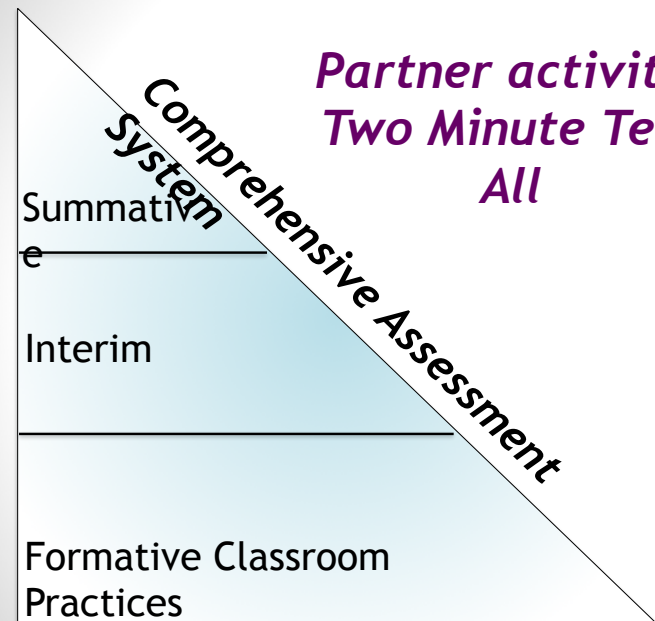 Partner activit
Two Minute Te
All
Comprehensive Assessment
System
Summativ
e
Interim
Formative Classroom
Practices